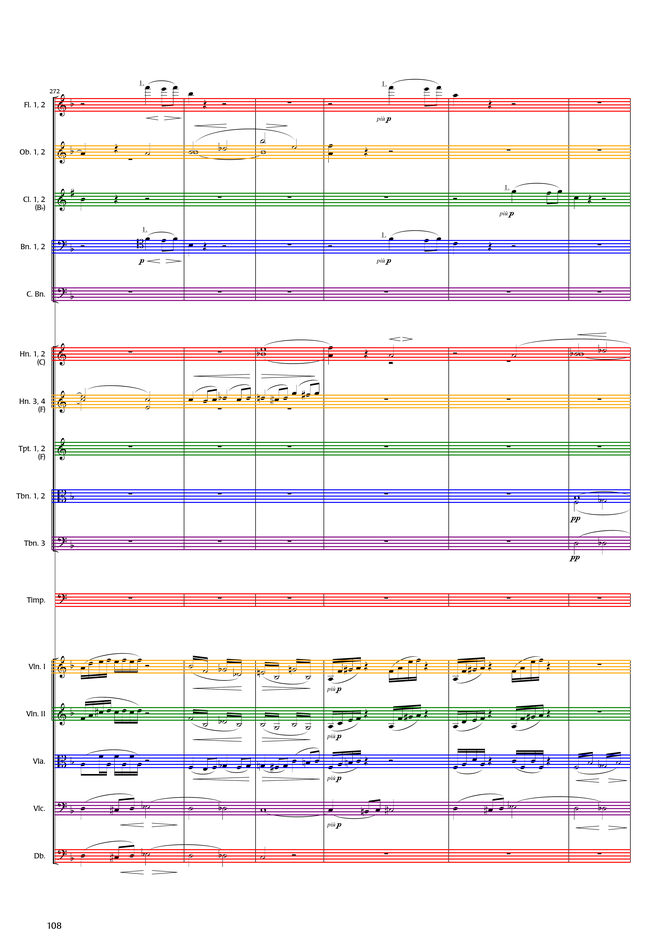 272
Fl. 1, 2
1.
1.
più p
Ob. 1, 2
Cl. 1, 2
(B♭)
1.
più p
Bn. 1, 2
1.
p
1.
più p
C. Bn.
Hn. 1, 2
(C)
Hn. 3, 4
(F)
Tpt. 1, 2
(F)
Tbn. 1, 2
pp
Tbn. 3
pp
Timp.
Vln. I
più p
Vln. II
più p
Vla.
più p
Vlc.
più p
Db.
108